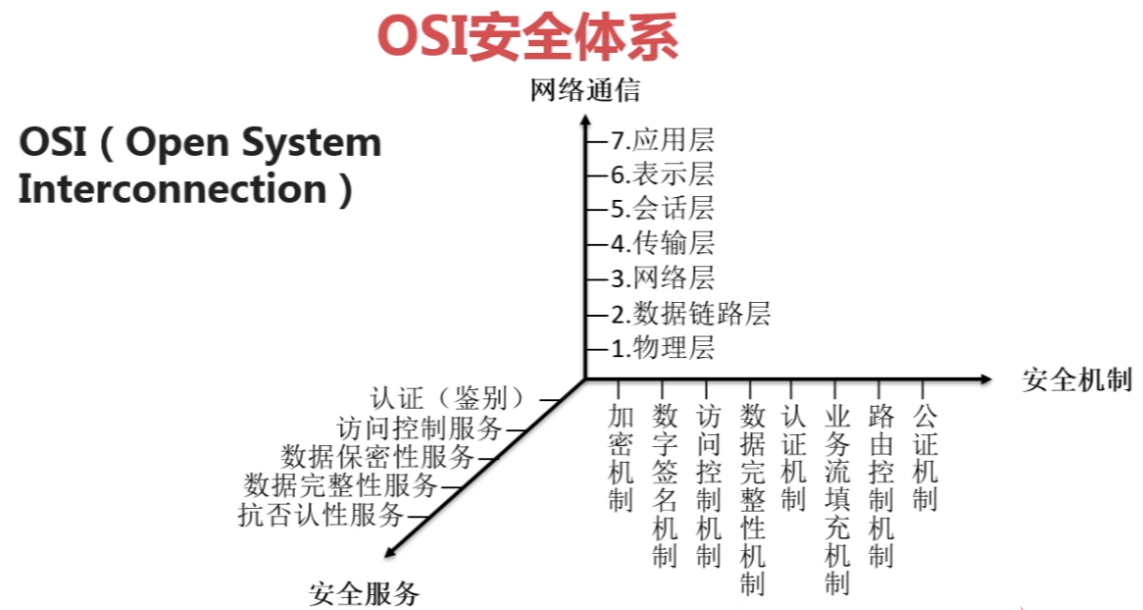 OSI安全体系
网络通信
OSI（Open System
Interconnection）
7.应用层
6.表示层
5.会话层
4.传输层
3.网络层
2.数据链路层
1.物理层
安全机制
认证（鉴别）
访问控制服务
数据保密性服务
数据完整性服务
抗否认性服务
安全服务
加密机制
数字签名机制
访问控制机制
数据完整性机制
认证机制
业务流填充机制
路由控制机制
公证机制